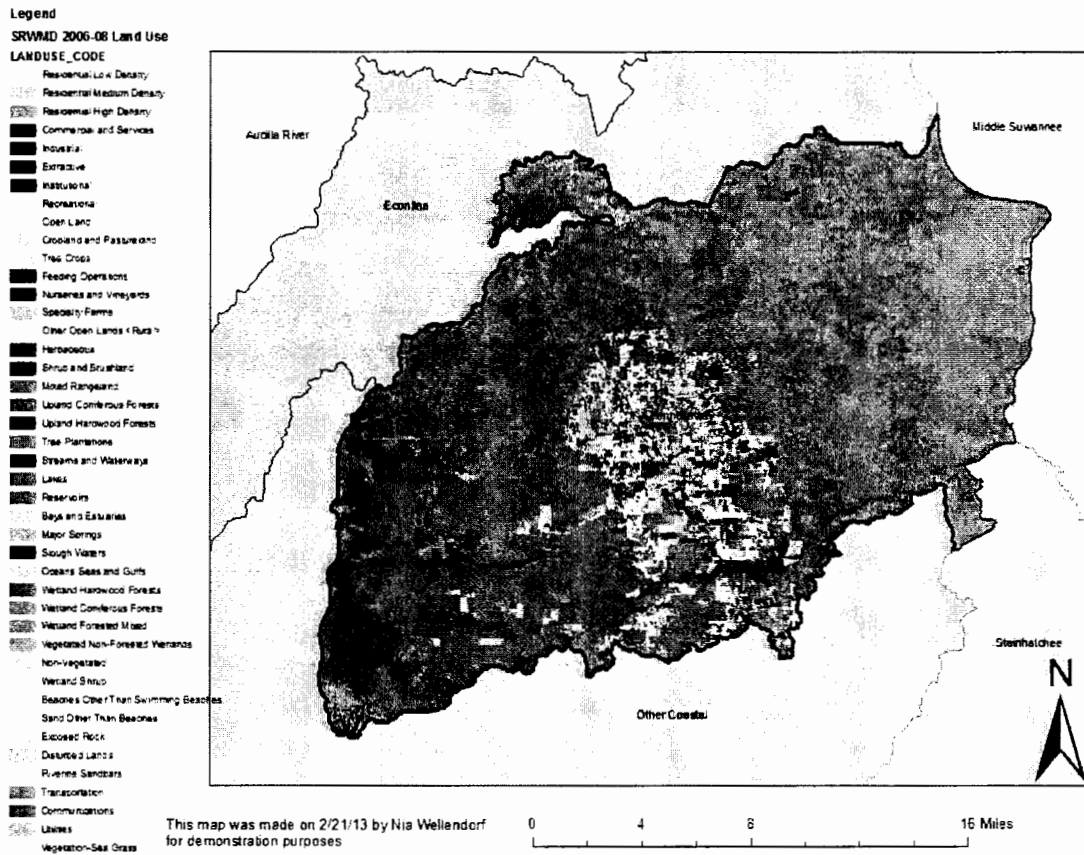 Legend
SRWMD 2006-08 Land Use
LANDUSE_CODE
Residential Low Density
Residential Medium Density
Residential High Density
Commercial and Services
Industrial
Extractive
Institutional
Recreational
Open Land
Cropland and Pastureland
Tree Crops
Feeding Operations
Nurseries and Vineyards
Specialty Farms
Other Open Lands <Rural>
Herbaceous
Shrub and Brushland
Mixed Rangeland
Upland Coniferous Forests
Upland Hardwood Forests
Tree Plantations
Streams and Waterways
Lakes
Reservoirs
Bays and Estuaries
Major Springs
Slough Waters
Oceans Seas and Gulfs
Wetland Hardwood Forests
Wetland Coniferous Forests
Wetland Forested Mixed
Vegetated Non-Forested Wetlands
Non-Vegetated
Wetland Shrub
Beaches Other Than Swimming Beaches
Sand Other Than Beaches
Exposed Rock
Disturbed Lands
Riverine Sandbars
Transportation
Communications
Utilities
Vegetation-Sea Grass
Aucilla River
Middle Suwannee
Econfina
Steinhatchee
Other Coastal
N
This map was made on 2/21/13 by Nia Wellendorf
for demonstration purposes
0 4 8 16 Miles